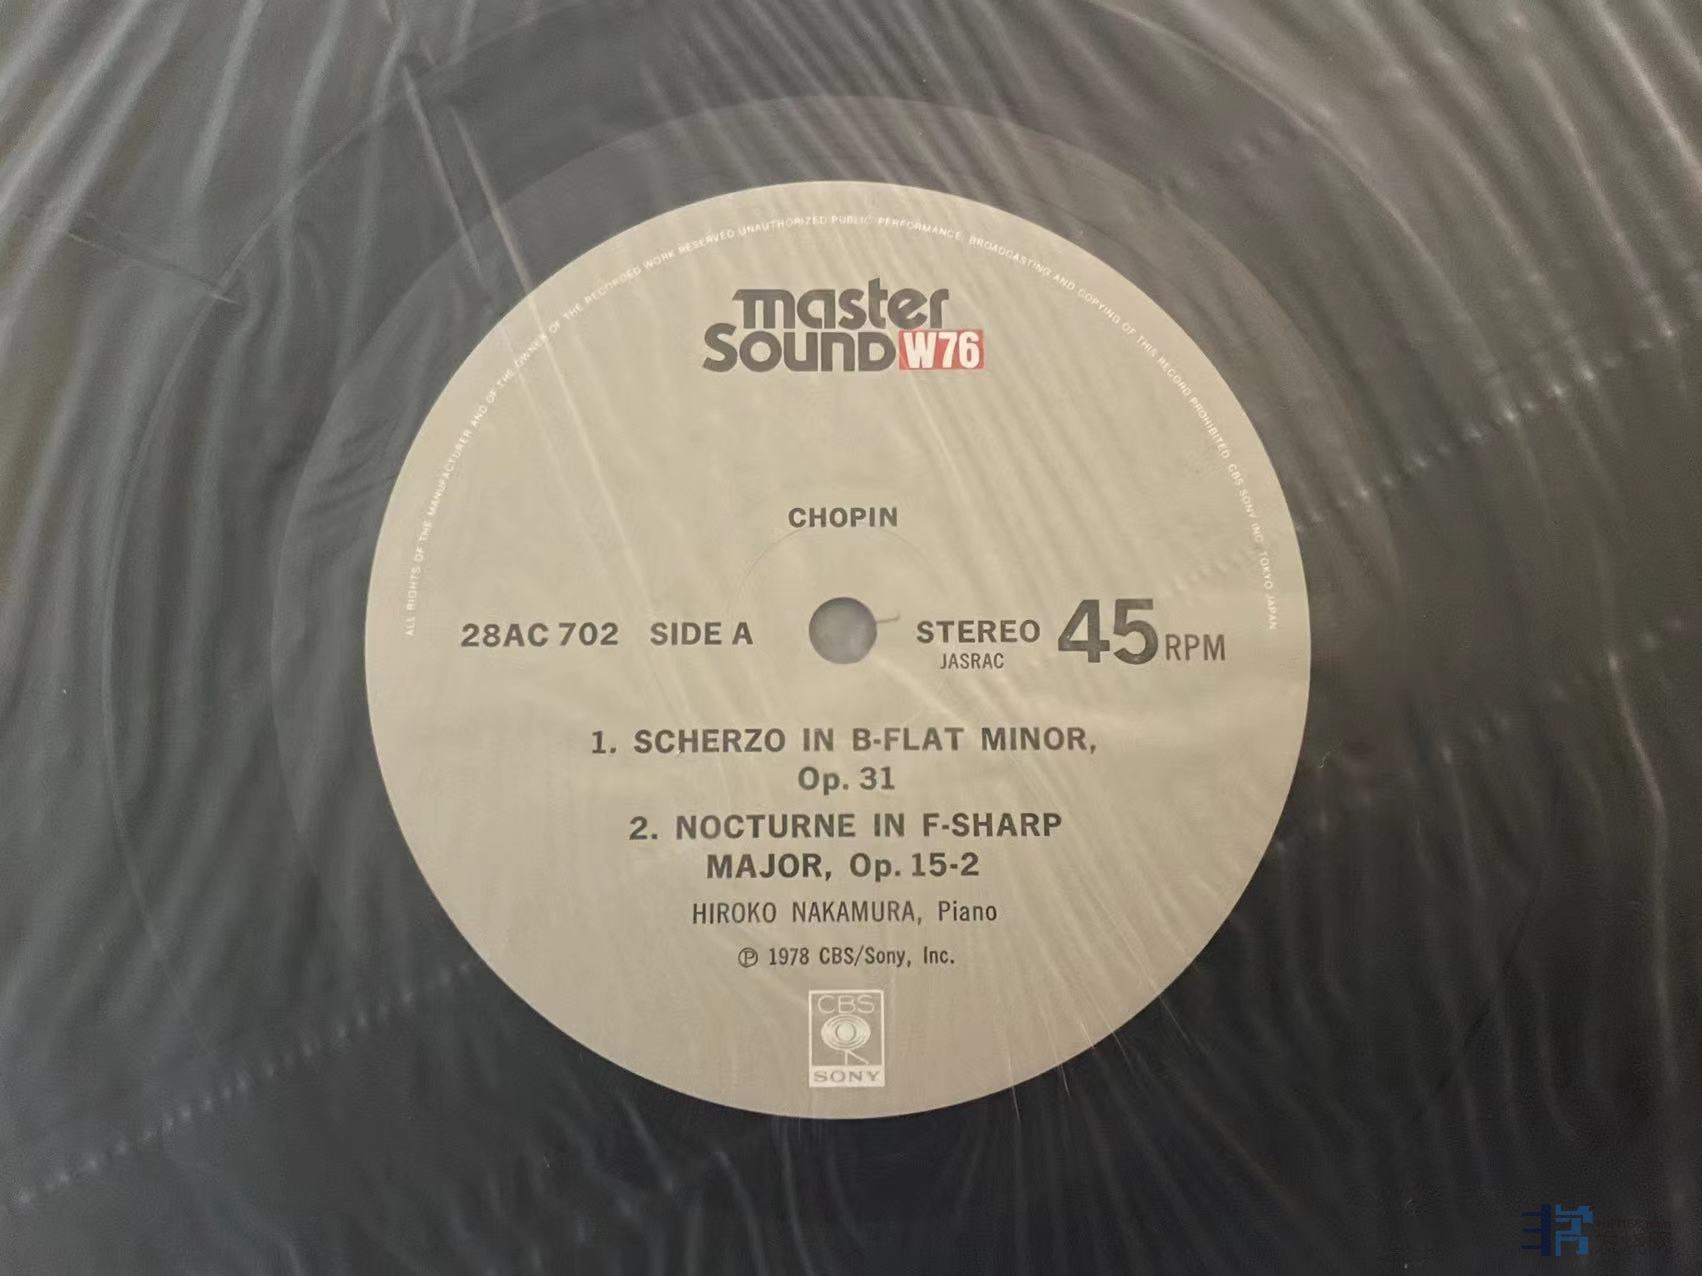 ALL RIGHTS OF THE MANUFACTURER AND OF THE OWNER OF THE RECORDED WORK RESERVED UNAUTHORIZED PUBLIC PERFORMANCE, BROADCASTING AND COPYING OF THIS RECORD PROHIBITED CBS SONY INC. TOKYO JAPAN
master
Sound W76
CHOPIN
28AC 702 SIDE A STEREO 45 RPM
JASRAC
1. SCHERZO IN B-FLAT MINOR,
Op. 31
2. NOCTURNE IN F-SHARP
MAJOR, Op. 15-2
HIROKO NAKAMURA, Piano
℗ 1978 CBS/Sony, Inc.
CBS
SONY